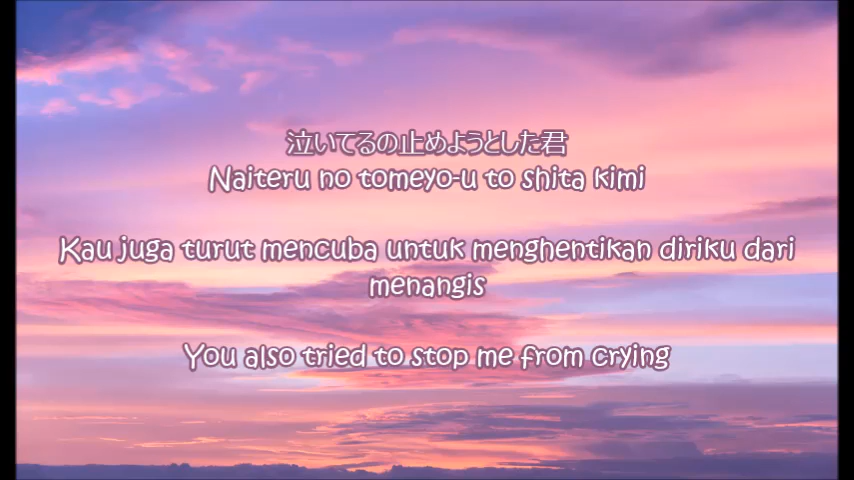 泣いてるの止めようとした君
Naiteru no tomeyo-u to shita kimi
Kau juga turut mencuba untuk menghentikan diriku dari
menangis
You also tried to stop me from crying